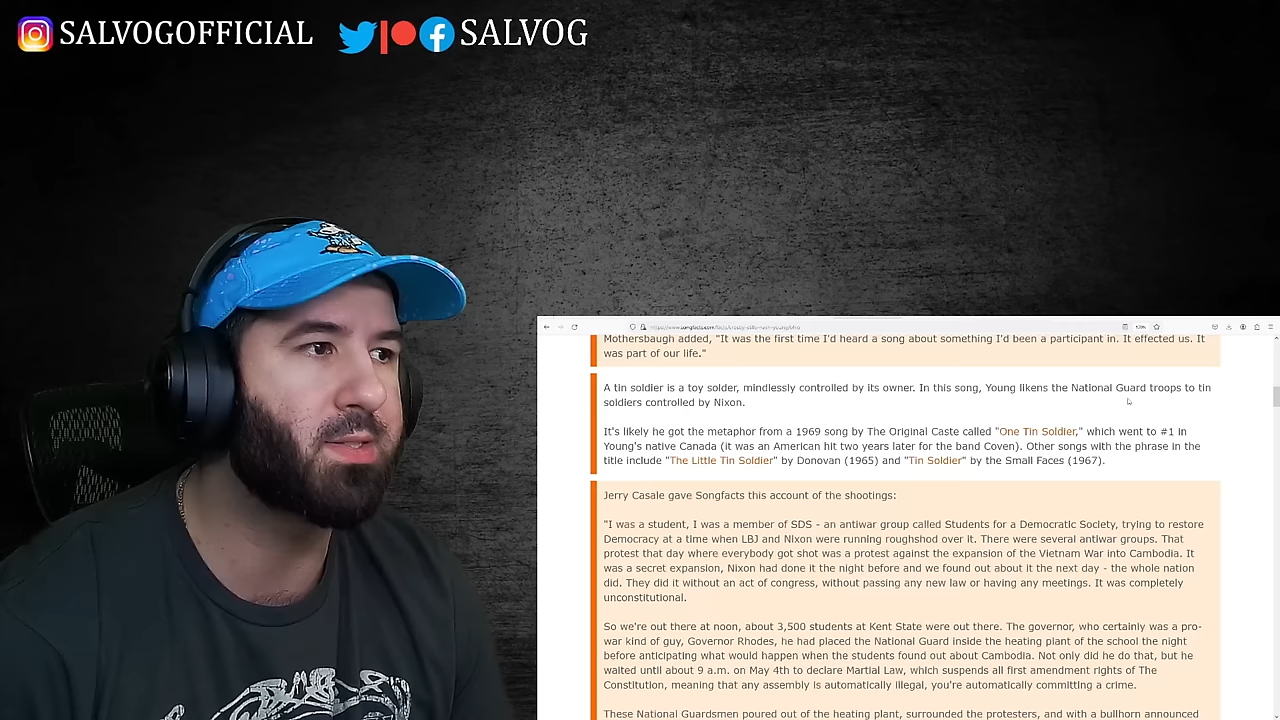 SALVOGOFFICIAL SALVOG
Mothersbaugh added, "It was the first time I'd heard a song about something I'd been a participant in. It effected us. It
was part of our life."
A tin soldier is a toy solder, mindlessly controlled by its owner. In this song, Young likens the National Guard troops to tin
soldiers controlled by Nixon.
It's likely he got the metaphor from a 1969 song by The Original Caste called "One Tin Soldier," which went to #1 in
Young's native Canada (it was an American hit two years later for the band Coven). Other songs with the phrase in the
title include "The Little Tin Soldier" by Donovan (1965) and "Tin Soldier" by the Small Faces (1967).
Jerry Casale gave Songfacts this account of the shootings:
"I was a student, I was a member of SDS - an antiwar group called Students for a Democratic Society, trying to restore
Democracy at a time when LBJ and Nixon were running roughshod over it. There were several antiwar groups. That
protest that day where everybody got shot was a protest against the expansion of the Vietnam War into Cambodia. It
was a secret expansion, Nixon had done it the night before and we found out about it the next day - the whole nation
did. They did it without an act of congress, without passing any new law or having any meetings. It was completely
unconstitutional.
So we're out there at noon, about 3,500 students at Kent State were out there. The governor, who certainly was a pro-
war kind of guy, Governor Rhodes, he had placed the National Guard inside the heating plant of the school the night
before anticipating what would happen when the students found out about Cambodia. Not only did he do that, but he
waited until about 9 a.m. on May 4th to declare Martial Law, which suspends all first amendment rights of The
Constitution, meaning that any assembly is automatically illegal, you're automatically committing a crime.
These National Guardsmen poured out of the heating plant, surrounded the protesters, and with a bullhorn announced